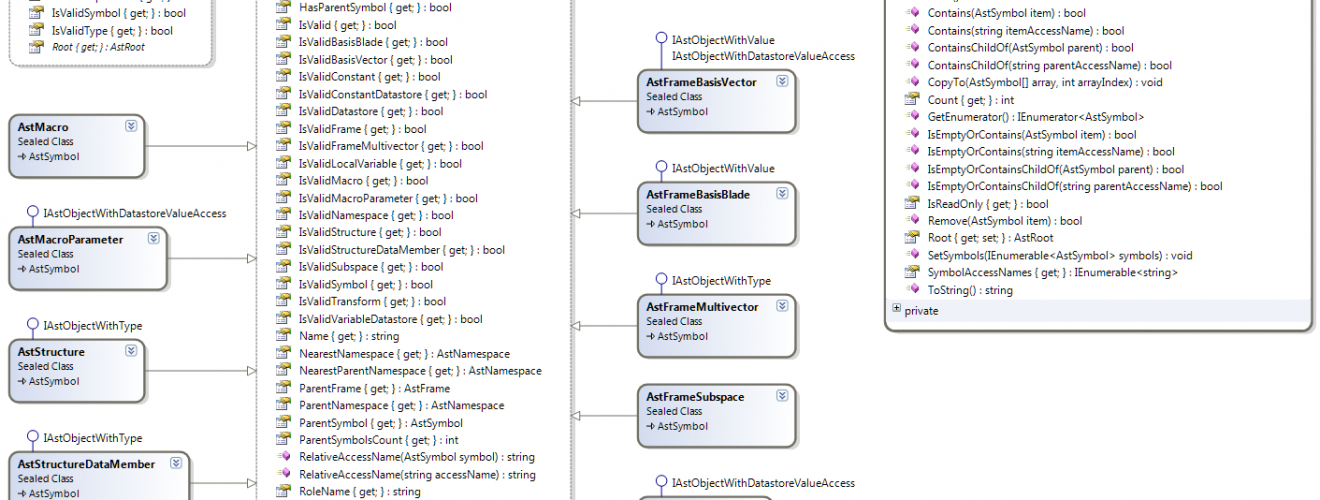 IsValidSymbol { get; } : bool
IsValidType { get; } : bool
Root { get; } : AstRoot
AstMacro
Sealed Class
AstSymbol
IAstObjectWithDatastoreValueAccess
AstMacroParameter
Sealed Class
AstSymbol
IAstObjectWithType
AstStructure
Sealed Class
AstSymbol
IAstObjectWithType
AstStructureDataMember
Sealed Class
AstSymbol
HasParentSymbol { get; } : bool
IsValid { get; } : bool
IsValidBasisBlade { get; } : bool
IsValidBasisVector { get; } : bool
IsValidConstant { get; } : bool
IsValidConstantDatastore { get; } : bool
IsValidDatastore { get; } : bool
IsValidFrame { get; } : bool
IsValidFrameMultivector { get; } : bool
IsValidLocalVariable { get; } : bool
IsValidMacro { get; } : bool
IsValidMacroParameter { get; } : bool
IsValidNamespace { get; } : bool
IsValidStructure { get; } : bool
IsValidStructureDataMember { get; } : bool
IsValidSubspace { get; } : bool
IsValidSymbol { get; } : bool
IsValidTransform { get; } : bool
IsValidVariableDatastore { get; } : bool
Name { get; } : string
NearestNamespace { get; } : AstNamespace
NearestParentNamespace { get; } : AstNamespace
ParentFrame { get; } : AstFrame
ParentNamespace { get; } : AstNamespace
ParentSymbol { get; } : AstSymbol
ParentSymbolsCount { get; } : int
RelativeAccessName(AstSymbol symbol) : string
RelativeAccessName(string accessName) : string
RoleName { get; } : string
IAstObjectWithValue
IAstObjectWithDatastoreValueAccess
AstFrameBasisVector
Sealed Class
AstSymbol
IAstObjectWithValue
AstFrameBasisBlade
Sealed Class
AstSymbol
IAstObjectWithType
AstFrameMultivector
Sealed Class
AstSymbol
AstFrameSubspace
Sealed Class
AstSymbol
IAstObjectWithDatastoreValueAccess
Contains(AstSymbol item) : bool
Contains(string itemAccessName) : bool
ContainsChildOf(AstSymbol parent) : bool
ContainsChildOf(string parentAccessName) : bool
CopyTo(AstSymbol[] array, int arrayIndex) : void
Count { get; } : int
GetEnumerator() : IEnumerator<AstSymbol>
IsEmptyOrContains(AstSymbol item) : bool
IsEmptyOrContains(string itemAccessName) : bool
IsEmptyOrContainsChildOf(AstSymbol parent) : bool
IsEmptyOrContainsChildOf(string parentAccessName) : bool
IsReadOnly { get; } : bool
Remove(AstSymbol item) : bool
Root { get; set; } : AstRoot
SetSymbols(IEnumerable<AstSymbol> symbols) : void
SymbolAccessNames { get; } : IEnumerable<string>
ToString() : string
private